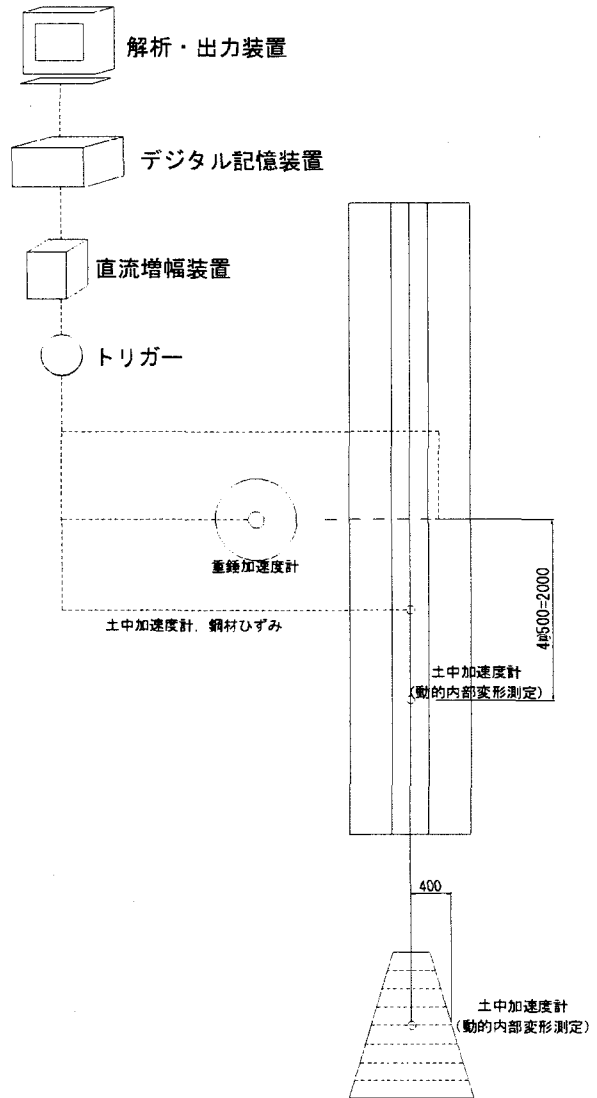 解析・出力装置
デジタル記憶装置
直流増幅装置
トリガー
重錘加速度計
土中加速度計、鋼材ひずみ
4@500=2000
土中加速度計
(動的内部変形測定)
400
土中加速度計
(動的内部変形測定)